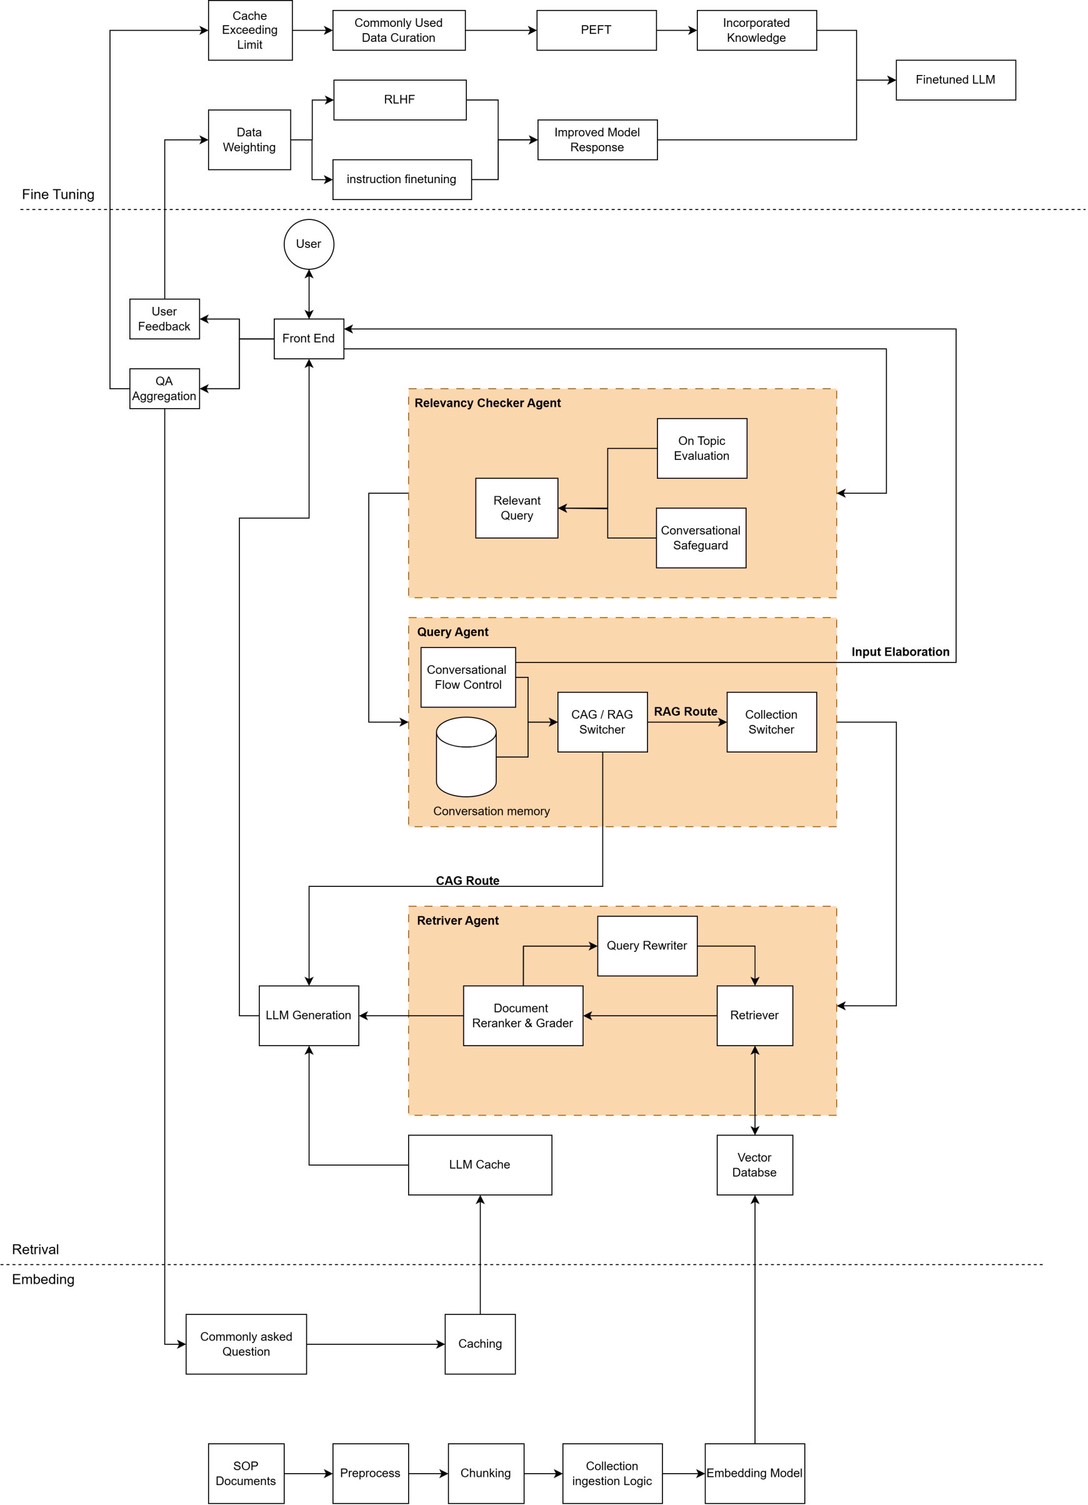 Cache
Exceeding
Limit
Commonly Used
Data Curation
PEFT
Incorporated
Knowledge
Finetuned LLM
RLHF
Data
Weighting
Improved Model
Response
instruction finetuning
Fine Tuning
User
User
Feedback
Front End
QA
Aggregation
Relevancy Checker Agent
On Topic
Evaluation
Relevant
Query
Conversational
Safeguard
Query Agent
Input Elaboration
Conversational
Flow Control
CAG / RAG
Switcher
RAG Route
Collection
Switcher
Conversation memory
CAG Route
Retriver Agent
Query Rewriter
LLM Generation
Document
Reranker & Grader
Retriever
LLM Cache
Vector
Databse
Retrival
Embeding
Commonly asked
Question
Caching
SOP
Documents
Preprocess
Chunking
Collection
ingestion Logic
Embedding Model